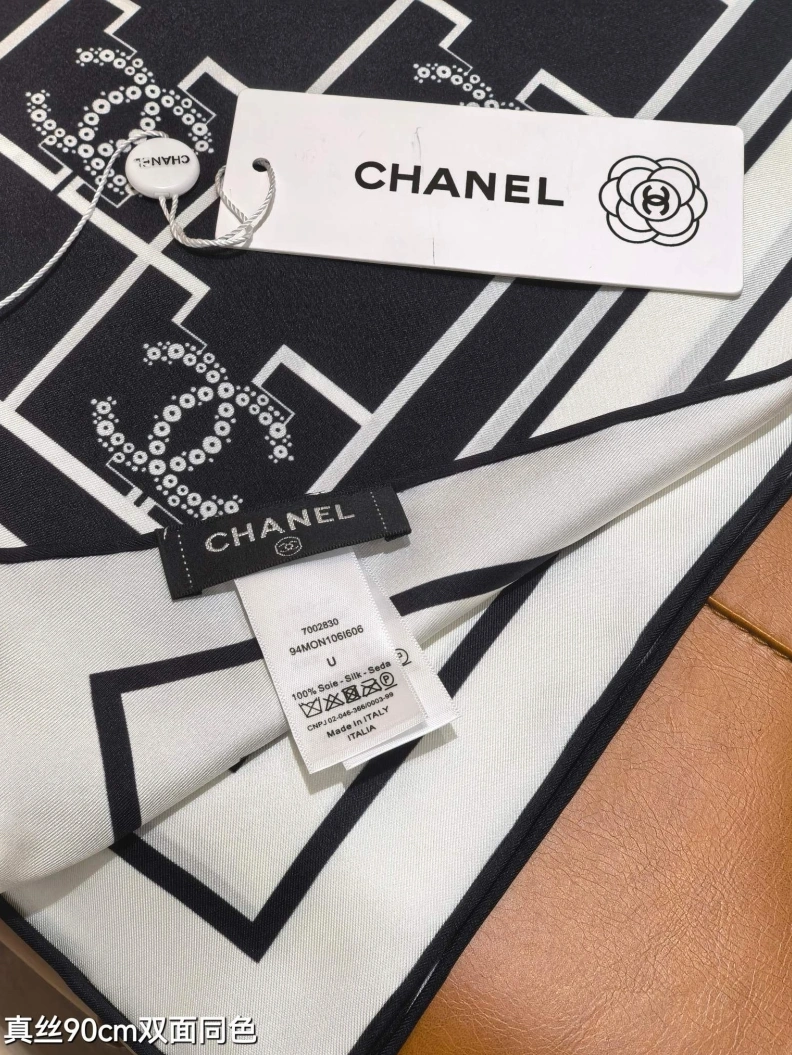 CHANEL
CHANEL
CHANEL
7002830
94MON106I606
U
100% Soie - Silk - Seda
P
P
CNPJ 02-046-366/0003-99
Made In ITALY
ITALIA
真丝90cm双面同色